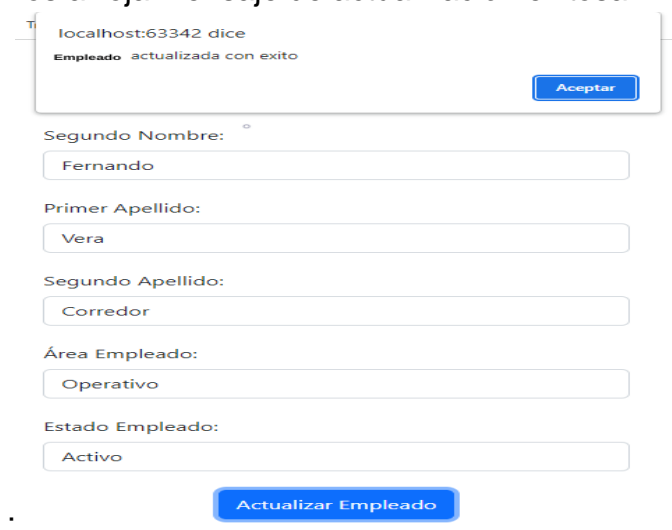 localhost:63342 dice
Empleado actualizada con exito
Aceptar
Segundo Nombre:
Fernando
Primer Apellido:
Vera
Segundo Apellido:
Corredor
Área Empleado:
Operativo
Estado Empleado:
Activo
Actualizar Empleado
.